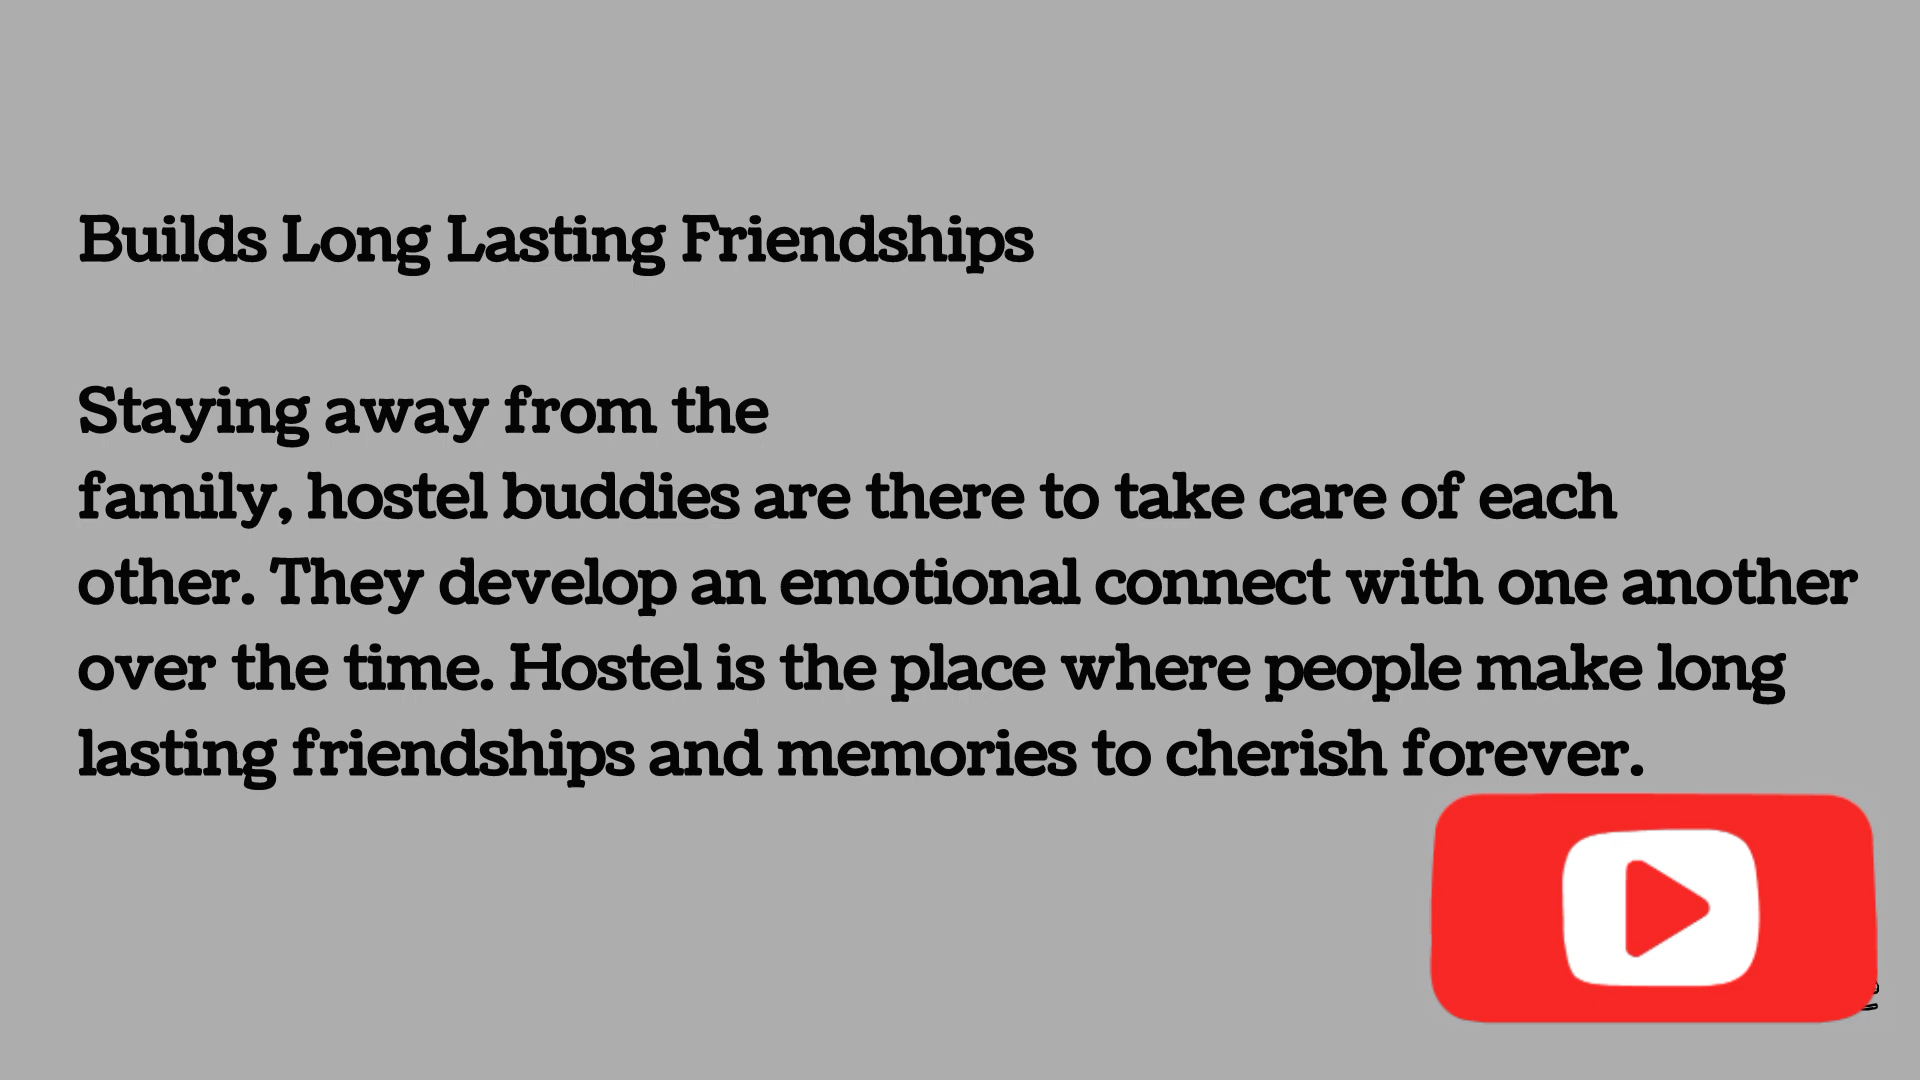 Builds Long Lasting Friendships
Staying away from the
family, hostel buddies are there to take care of each
other. They develop an emotional connect with one another
over the time. Hostel is the place where people make long
lasting friendships and memories to cherish forever.